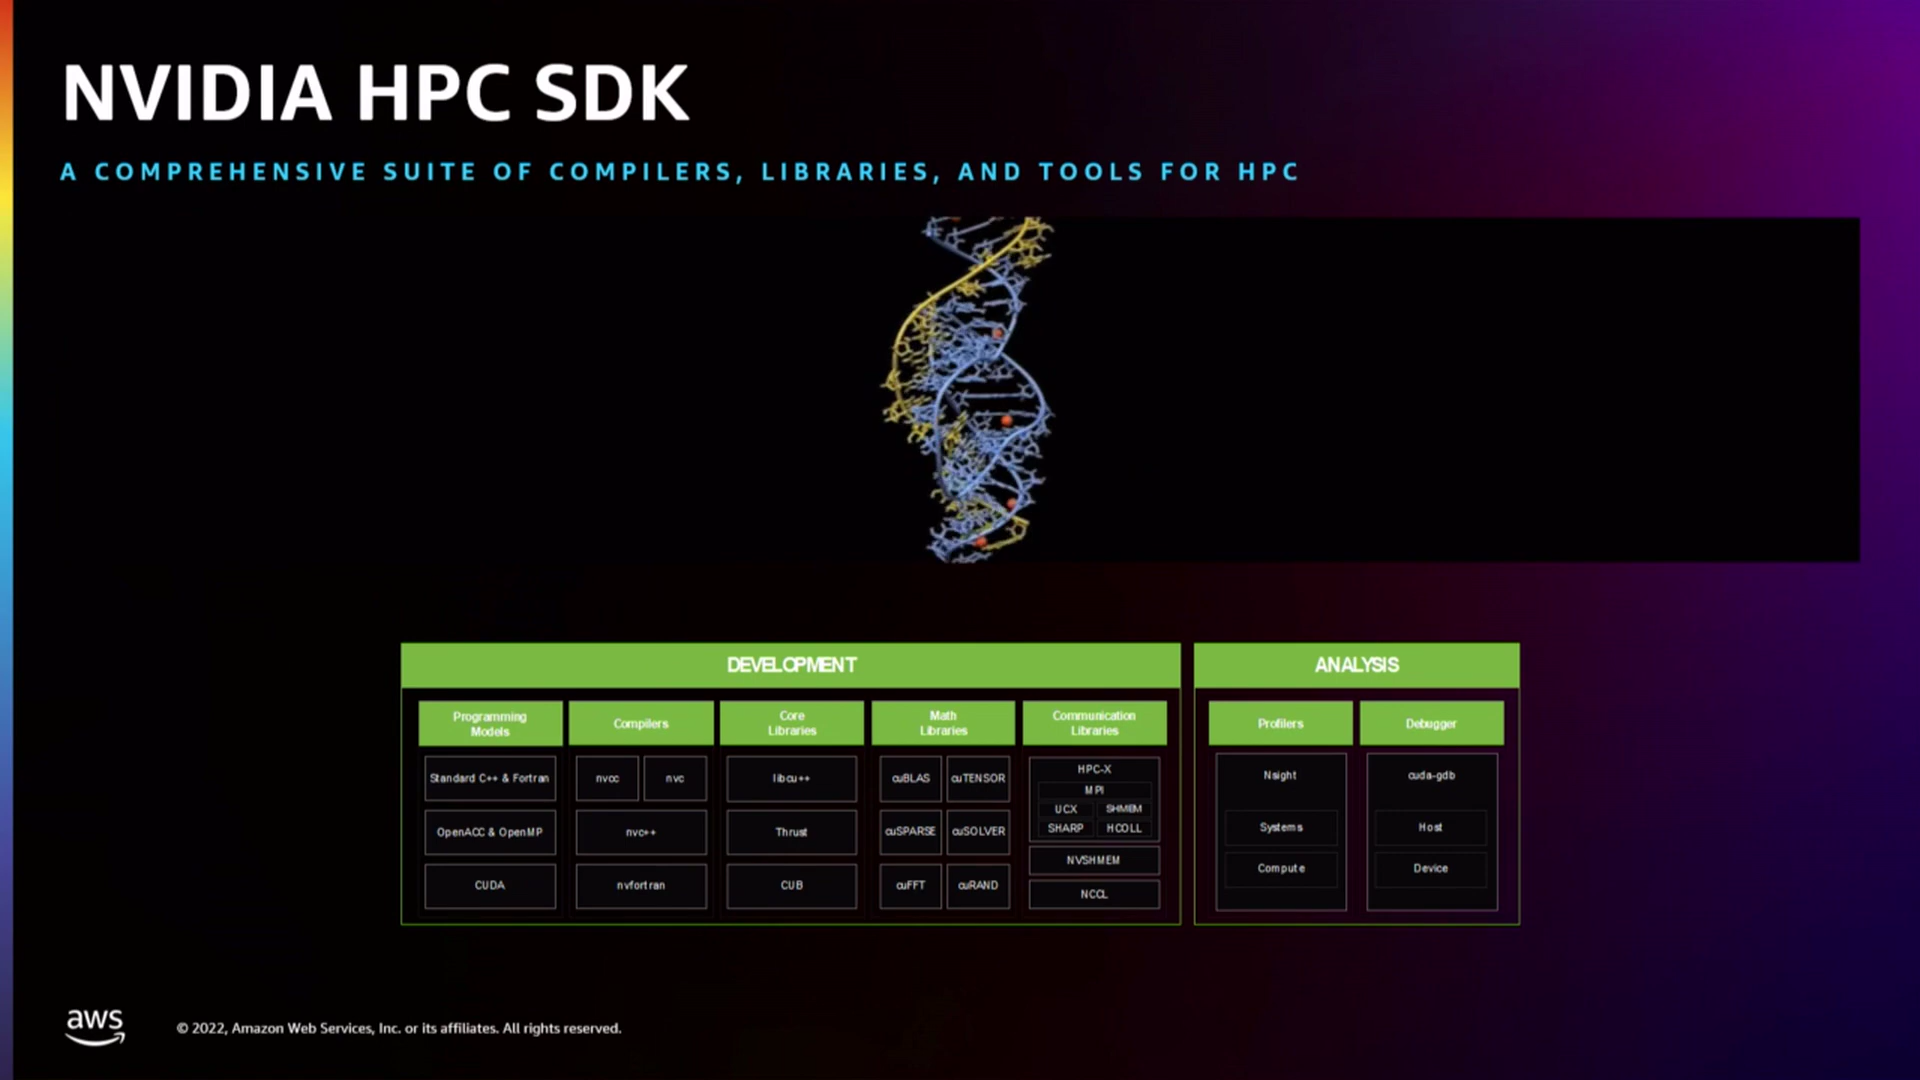 NVIDIA HPC SDK
A COMPREHENSIVE SUITE OF COMPILERS, LIBRARIES, AND TOOLS FOR HPC
DEVELOPMENT
Programming
Models
Standard C++ & Fortran
OpenACC & OpenMP
CUDA
Compilers
nvcc
nvc
nvc++
nvfortran
Core
Libraries
libcu++
Thrust
CUB
Math
Libraries
cuBLAS
cuTENSOR
cuSPARSE
cuSOLVER
cuFFT
cuRAND
Communication
Libraries
HPC-X
MPI
UCX
SHMEM
SHARP
HCOLL
NVSHMEM
NCCL
ANALYSIS
Profilers
Nsight
Systems
Compute
Debugger
cuda-gdb
Host
Device
aws
© 2022, Amazon Web Services, Inc. or its affiliates. All rights reserved.